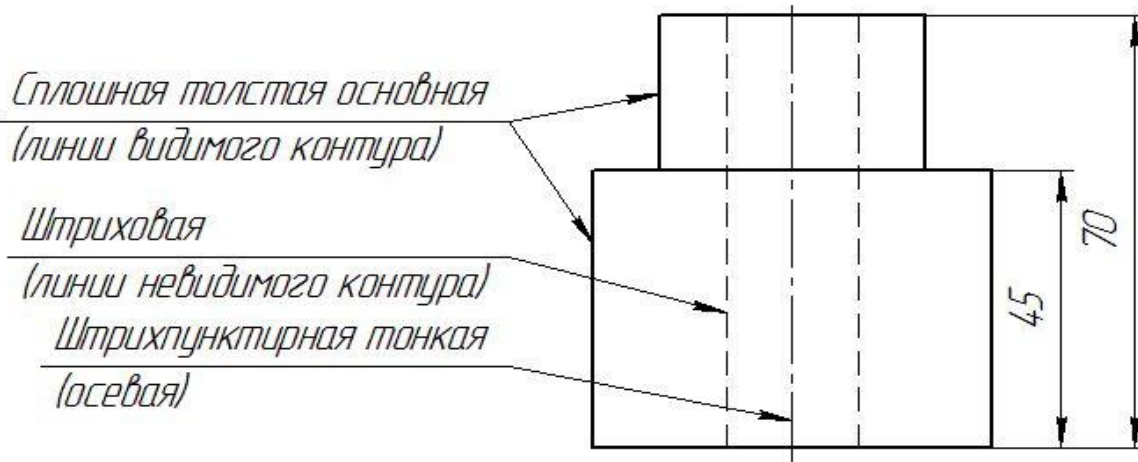 Сплошная толстая основная
(линии видимого контура)
Штриховая
(линии невидимого контура)
Штрихпунктирная тонкая
(осевая)
45
70